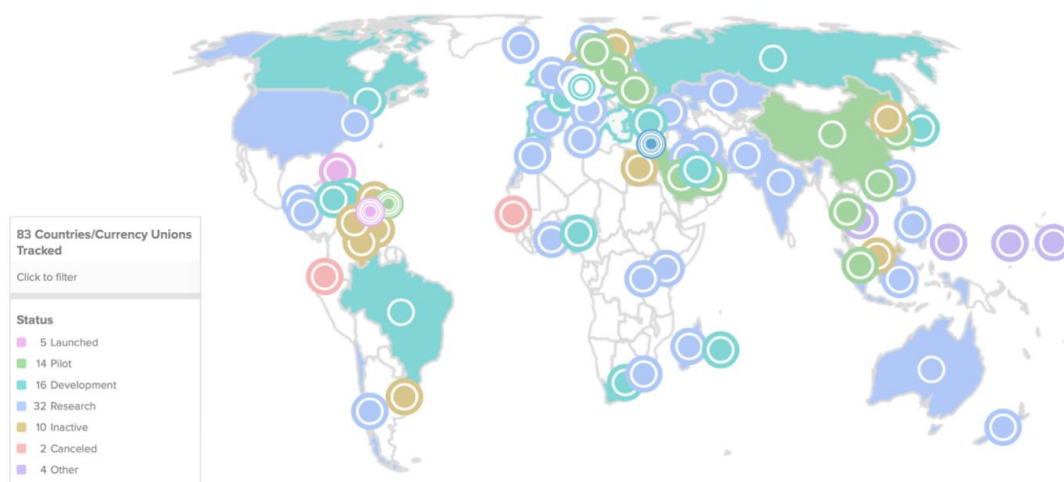 83 Countries/Currency Unions
Tracked
Click to filter
Status
5 Launched
14 Pilot
16 Development
32 Research
10 Inactive
2 Canceled
4 Other